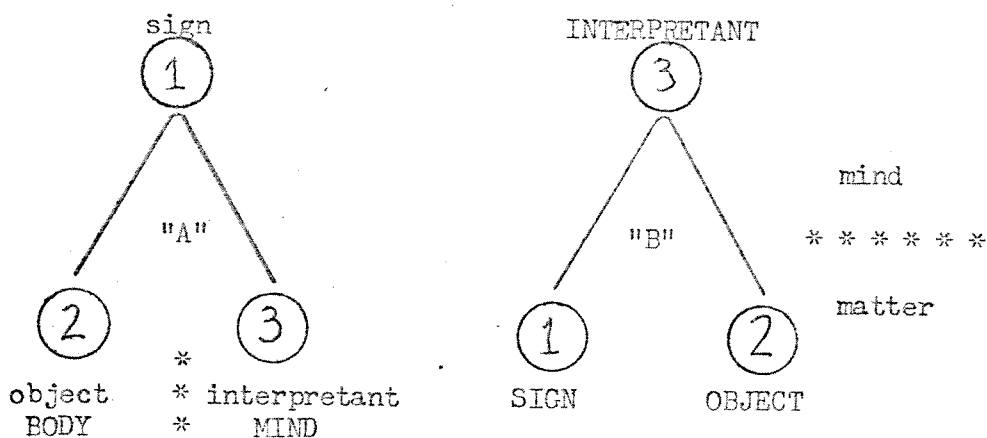 sign
1
"A"
2
3
*
object * interpretant
BODY * MIND
INTERPRETANT
3
"B"
mind
* * * * * *
matter
1
2
SIGN
OBJECT